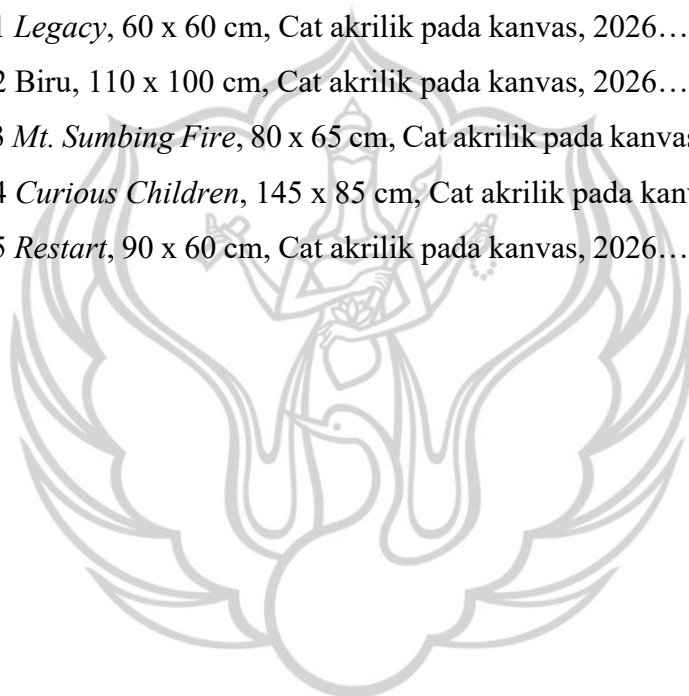 1 Legacy, 60 x 60 cm, Cat akrilik pada kanvas, 2026…
2 Biru, 110 x 100 cm, Cat akrilik pada kanvas, 2026…
3 Mt. Sumbing Fire, 80 x 65 cm, Cat akrilik pada kanvas
4 Curious Children, 145 x 85 cm, Cat akrilik pada
5 Restart, 90 x 60 cm, Cat akrilik pada kanvas, 2026…